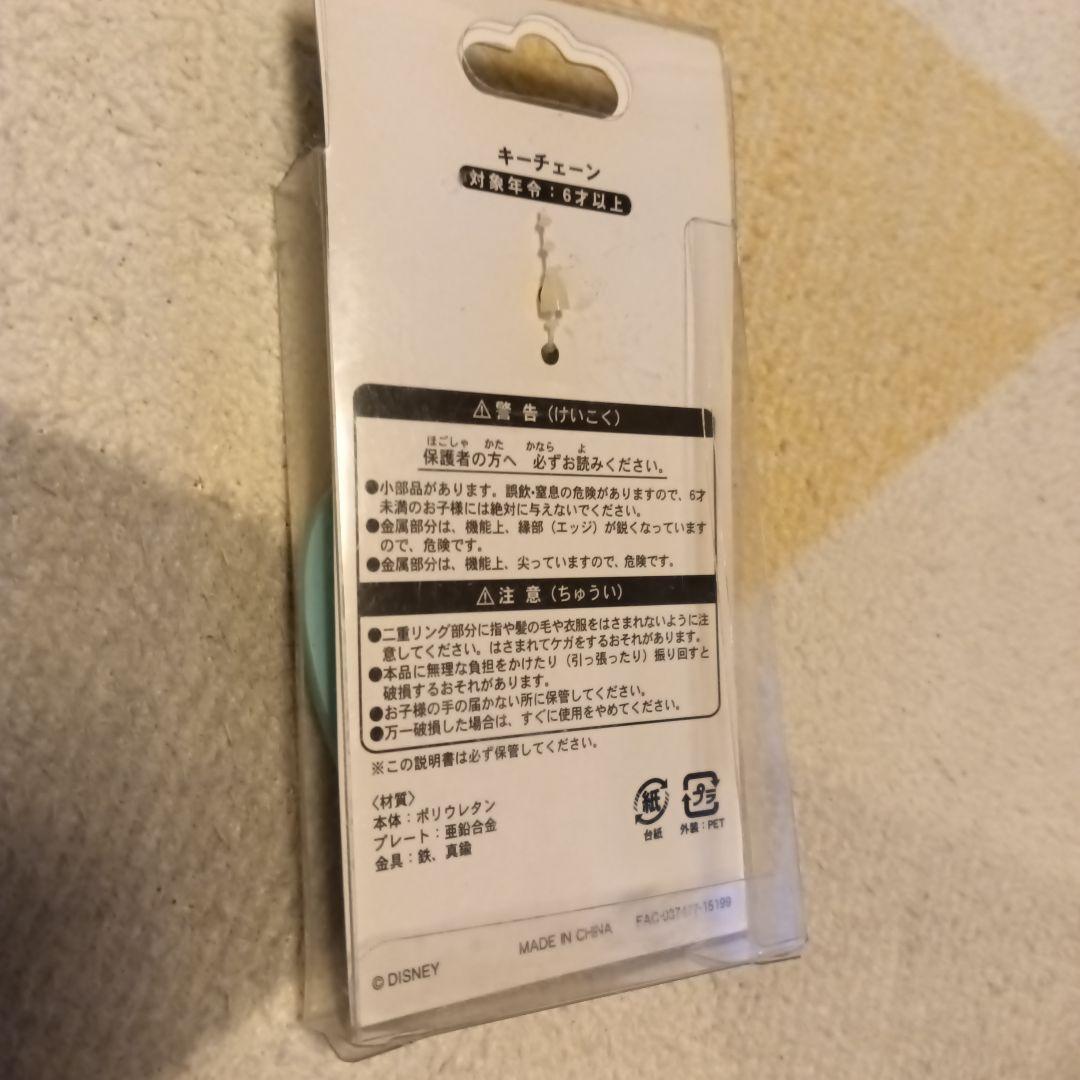 キーチェーン
対象年令：6才以上
⚠警 告（けいこく）
ほごしゃ かた かなら よ
保護者の方へ 必ずお読みください。
●小部品があります。誤飲・窒息の危険がありますので、6才
未満のお子様には絶対に与えないでください。
●金属部分は、機能上、縁部（エッジ）が鋭くなっています
ので、危険です。
●金属部分は、機能上、尖っていますので、危険です。
⚠注 意（ちゅうい）
●二重リング部分に指や髪の毛や衣服をはさまれないように注
意してください。はさまれてケガをするおそれがあります。
●本品に無理な負担をかけたり（引っ張ったり）振り回すと
破損するおそれがあります。
●お子様の手の届かない所に保管してください。
●万一破損した場合は、すぐに使用をやめてください。
※この説明書は必ず保管してください。
〈材質〉
本体：ポリウレタン
プレート：亜鉛合金
金具：鉄、真鍮
紙
台紙
プラ
外装：PET
©DISNEY
MADE IN CHINA